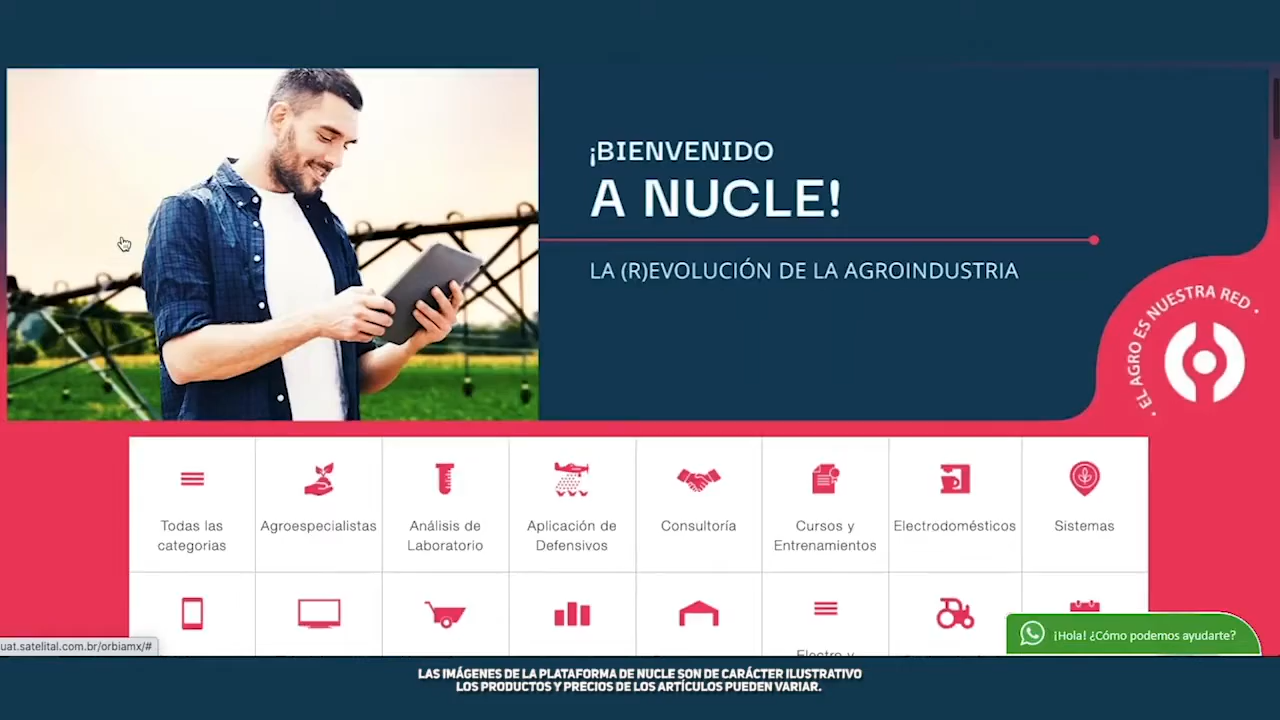 ¡BIENVENIDO
A NUCLE!
LA (R)EVOLUCIÓN DE LA AGROINDUSTRIA
• EL AGRO ES NUESTRA RED •
Todas las
categorias
Agroespecialistas
Análisis de
Laboratorio
Aplicación de
Defensivos
Consultoría
Cursos y
Entrenamientos
Electrodomésticos
Sistemas
Electro y
¡Hola! ¿Cómo podemos ayudarte?
uat.satelital.com.br/orbiamx/#
LAS IMÁGENES DE LA PLATAFORMA DE NUCLE SON DE CARÁCTER ILUSTRATIVO
LOS PRODUCTOS Y PRECIOS DE LOS ARTÍCULOS PUEDEN VARIAR.